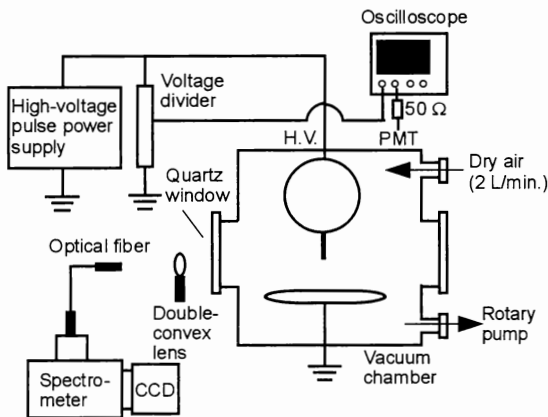 Oscilloscope
High-voltage
pulse power
supply
Voltage
divider
50 Ω
H.V.
PMT
Dry air
(2 L/min.)
Quartz
window
Optical fiber
Double-
convex
lens
Rotary
pump
Vacuum
chamber
Spectro-
meter
CCD